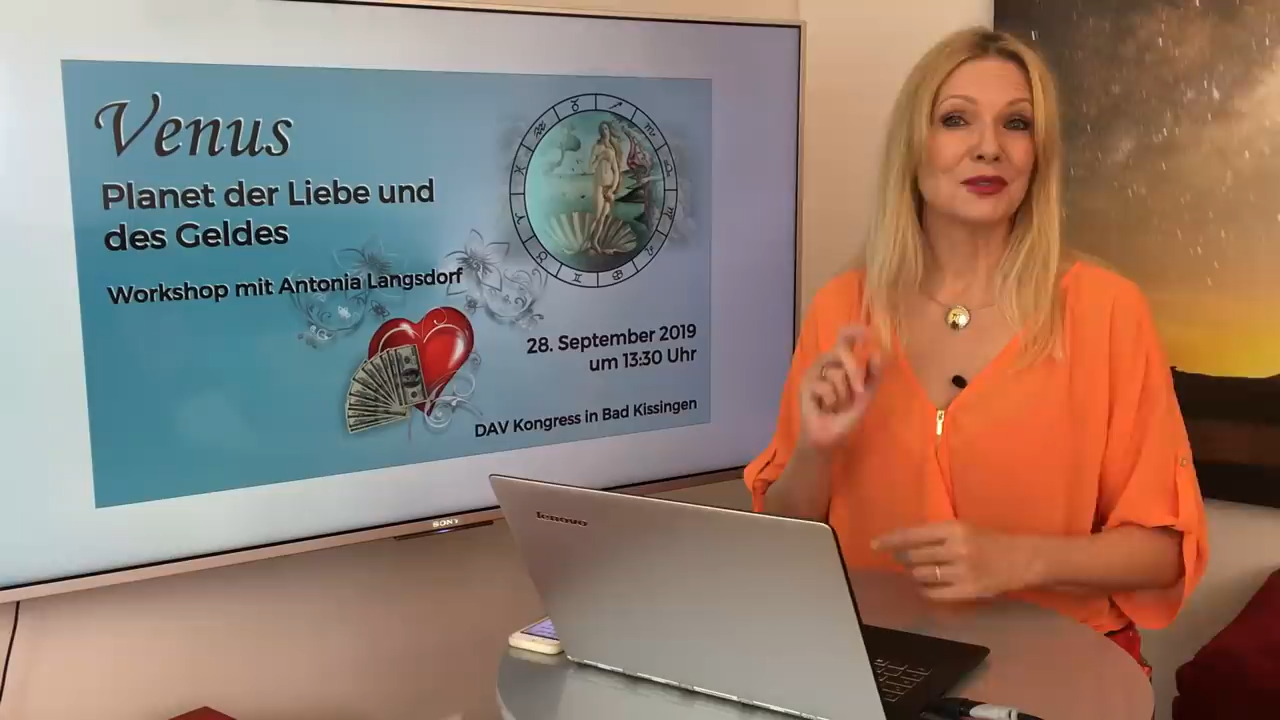 Venus
Planet der Liebe und
des Geldes
Workshop mit Antonia Langsdorf
28. September 2019
um 13:30 Uhr
DAV Kongress in Bad Kissingen
SONY
lenovo